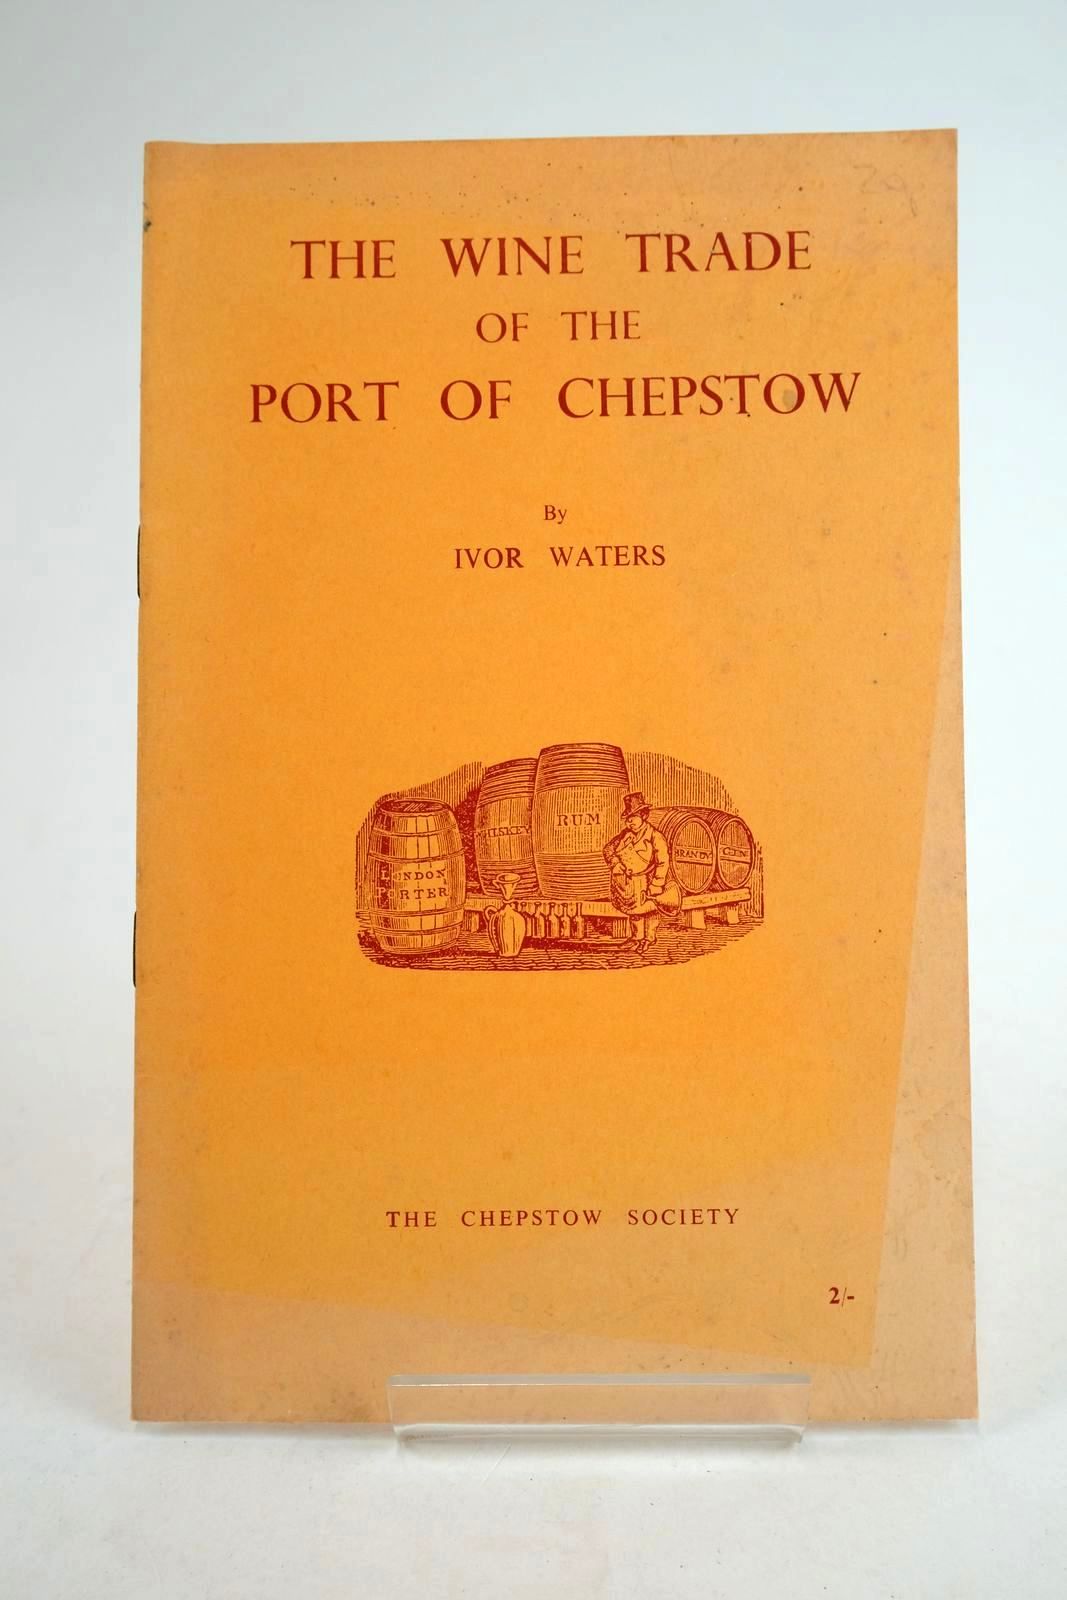 THE WINE TRADE
OF THE
PORT OF CHEPSTOW
By
IVOR WATERS
LONDON
PORTER
WHISKEY
RUM
BRANDY
THE CHEPSTOW SOCIETY
2/-